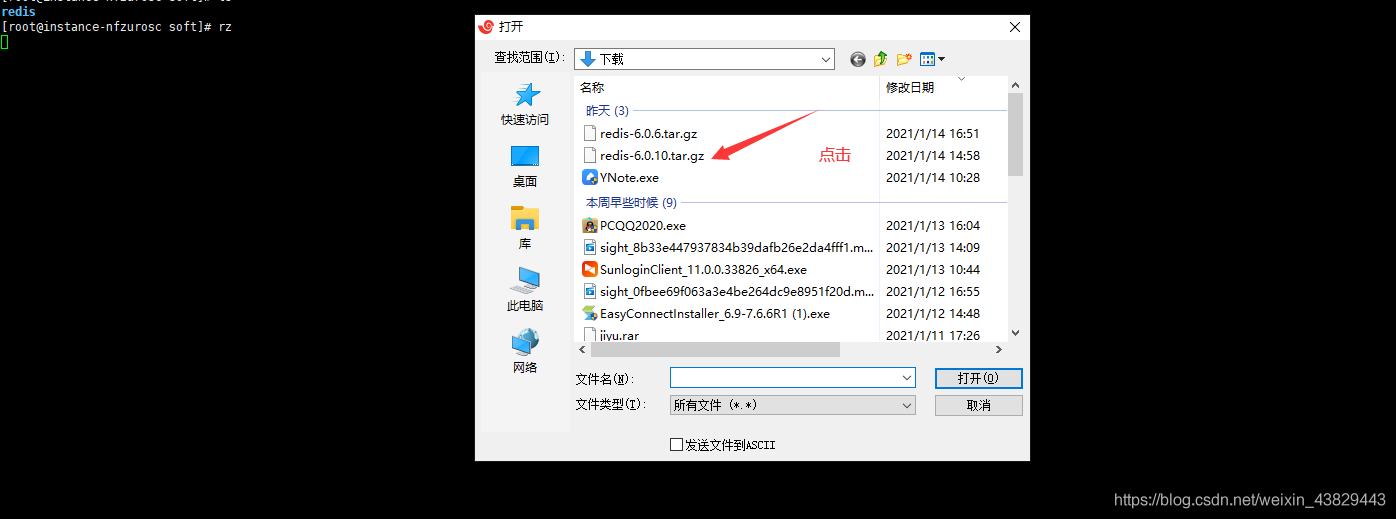 redis
[root@instance-nfzurosc soft]# rz
打开
查找范围(I):
下载
快速访问
桌面
库
此电脑
网络
名称
修改日期
昨天 (3)
redis-6.0.6.tar.gz 2021/1/14 16:51
redis-6.0.10.tar.gz 2021/1/14 14:58
点击
YNote.exe 2021/1/14 10:28
本周早些时候 (9)
PCQQ2020.exe 2021/1/13 16:04
sight_8b33e447937834b39dafb26e2da4fff1.m... 2021/1/13 14:09
SunloginClient_11.0.0.33826_x64.exe 2021/1/13 10:44
sight_0fbee69f063a3e4be264dc9e8951f20d.m... 2021/1/12 16:55
EasyConnectInstaller_6.9-7.6.6R1 (1).exe 2021/1/12 14:48
jiyu.rar 2021/1/11 17:26
文件名(N):
打开(O)
文件类型(T):
所有文件 (*.*)
取消
发送文件到ASCII
https://blog.csdn.net/weixin_43829443